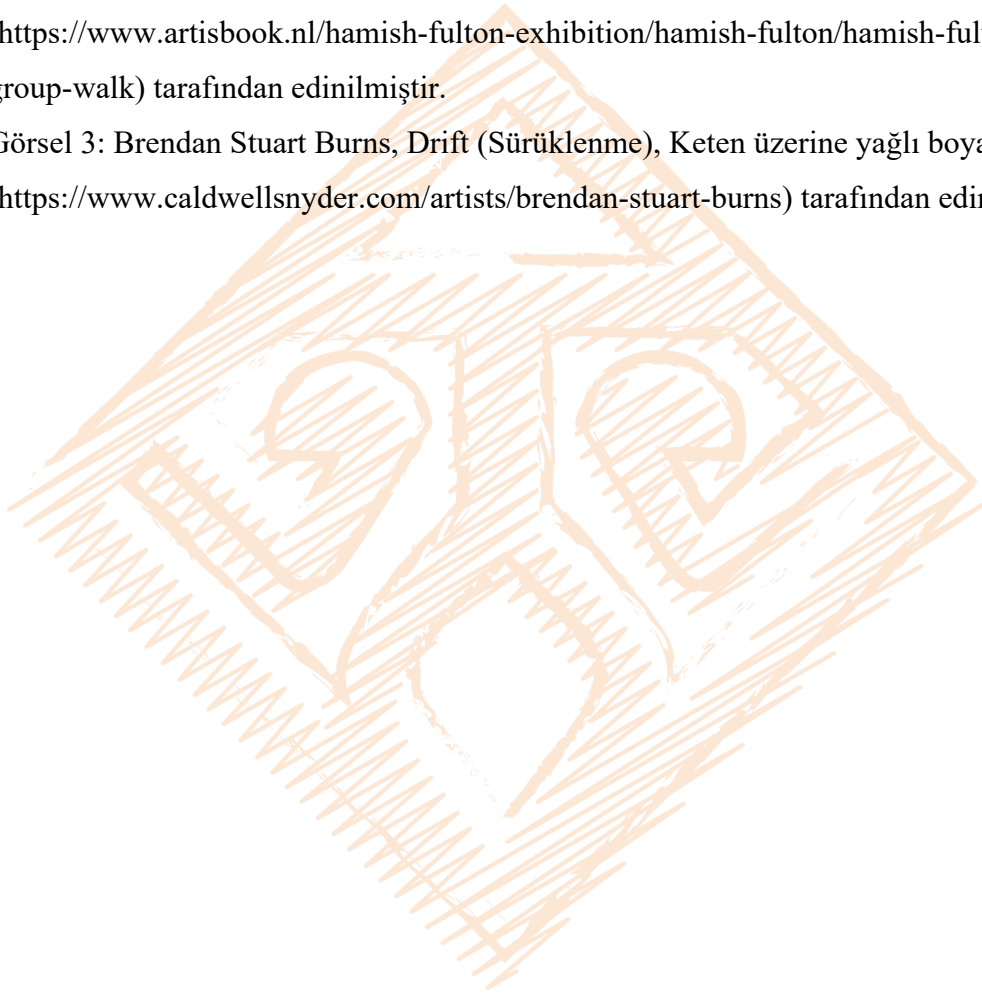 https://www.artisbook.nl/hamish-fulton-exhibition/hamish-fulton/hamish-ful
group-walk) tarafından edinilmiştir.
Görsel 3: Brendan Stuart Burns, Drift (Sürüklenme), Keten üzerine yağlı boya
https://www.caldwellsnyder.com/artists/brendan-stuart-burns) tarafından edin